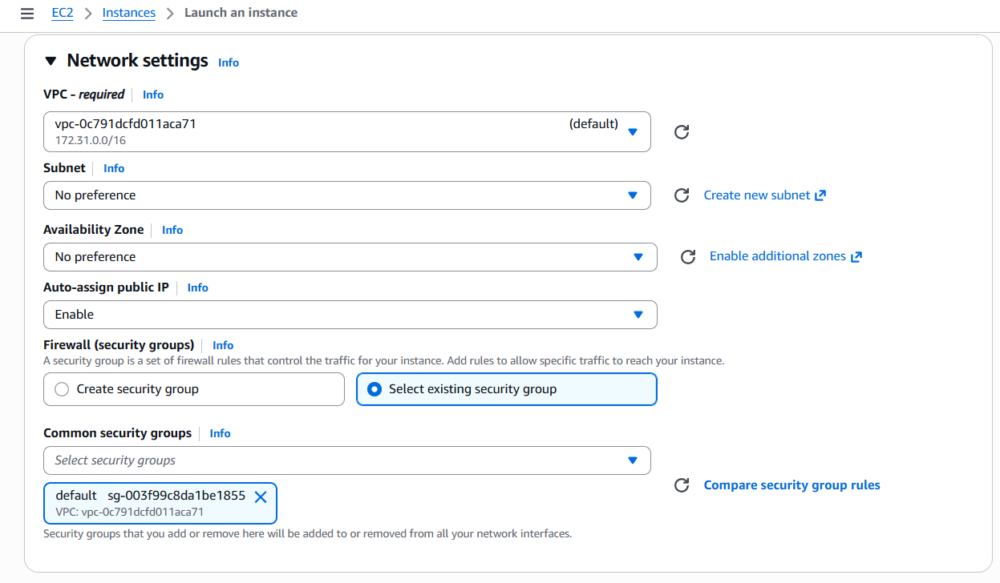 EC2 > Instances > Launch an instance
Network settings Info
VPC - required Info
vpc-0c791dcfd011aca71 (default)
172.31.0.0/16
Subnet Info
No preference
Create new subnet
Availability Zone Info
No preference
Enable additional zones
Auto-assign public IP Info
Enable
Firewall (security groups) Info
A security group is a set of firewall rules that control the traffic for your instance. Add rules to allow specific traffic to reach your instance.
Create security group
Select existing security group
Common security groups Info
Select security groups
default sg-003f99c8da1be1855
VPC: vpc-0c791dcfd011aca71
Compare security group rules
Security groups that you add or remove here will be added to or removed from all your network interfaces.